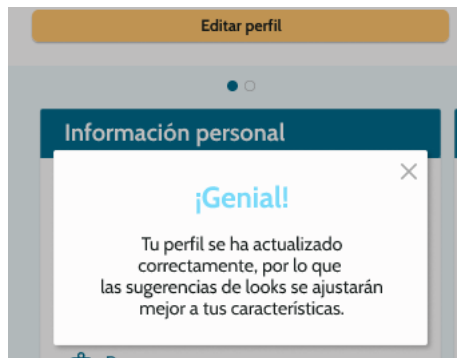 Editar perfil
Información personal
¡Genial!
Tu perfil se ha actualizado
correctamente, por lo que
las sugerencias de looks se ajustarán
mejor a tus características.